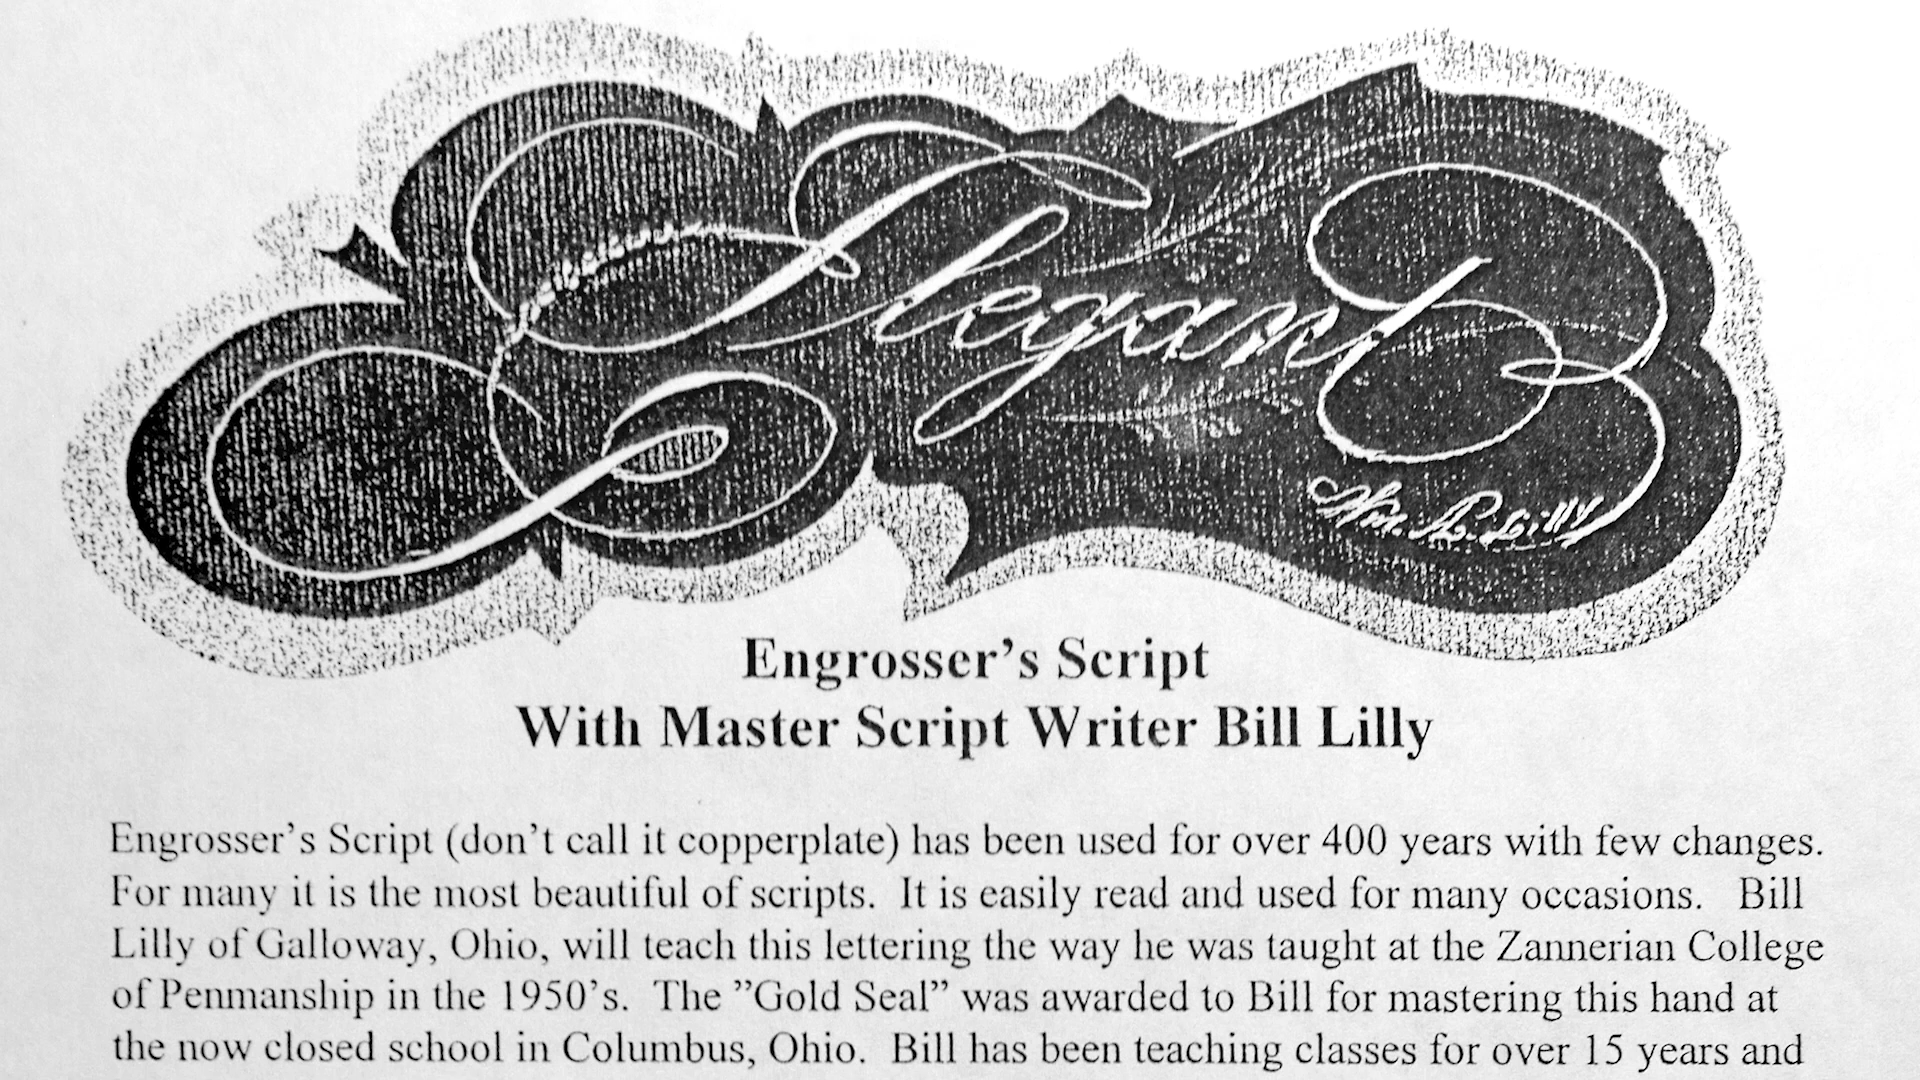 Elegant
Wm. L. Lilly
Engrosser's Script
With Master Script Writer Bill Lilly
Engrosser's Script (don't call it copperplate) has been used for over 400 years with few changes.
For many it is the most beautiful of scripts. It is easily read and used for many occasions. Bill
Lilly of Galloway, Ohio, will teach this lettering the way he was taught at the Zannerian College
of Penmanship in the 1950's. The ”Gold Seal” was awarded to Bill for mastering this hand at
the now closed school in Columbus, Ohio. Bill has been teaching classes for over 15 years and